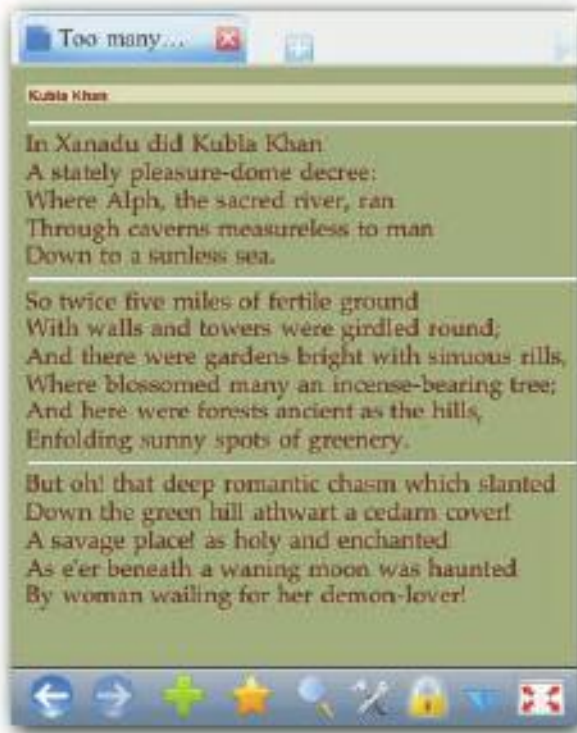 Too many...
Kubla Khan
In Xanadu did Kubla Khan
A stately pleasure-dome decree:
Where Alph, the sacred river, ran
Through caverns measureless to man
Down to a sunless sea.
So twice five miles of fertile ground
With walls and towers were girdled round;
And there were gardens bright with sinuous rills,
Where blossomed many an incense-bearing tree;
And here were forests ancient as the hills,
Enfolding sunny spots of greenery.
But oh! that deep romantic chasm which slanted
Down the green hill athwart a cedarn cover!
A savage place! as holy and enchanted
As e'er beneath a waning moon was haunted
By woman wailing for her demon-lover!